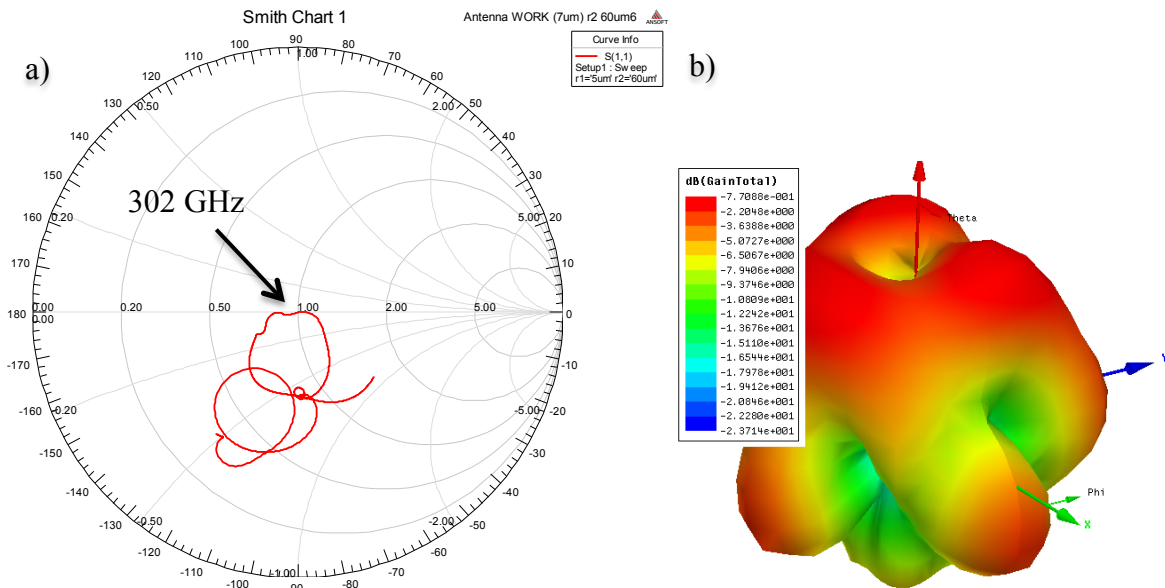 Smith Chart 1
Antenna WORK (7um) r2 60um6
ANSOFT
Curve Info
S(1,1)
Setup1 : Sweep
r1='5um' r2='60um'
a)
302 GHz
90
100
110
120
130
140
150
160
170
180
-170
-160
-150
-140
-130
-120
-110
-100
-90
-80
-70
-60
-50
-40
-30
-20
-10
0
10
20
30
40
50
60
70
80
1.00
0.50
2.00
0.20
5.00
1.00
0.00
0.20
0.50
1.00
2.00
5.00
-0.20
-5.00
-0.50
-2.00
-1.00
b)
dB(GainTotal)
-7.7088e-001
-2.2048e+000
-3.6388e+000
-5.0727e+000
-6.5067e+000
-7.9406e+000
-9.3746e+000
-1.0809e+001
-1.2242e+001
-1.3676e+001
-1.5110e+001
-1.6544e+001
-1.7978e+001
-1.9412e+001
-2.0846e+001
-2.2280e+001
-2.3714e+001
Theta
Y
Phi
X